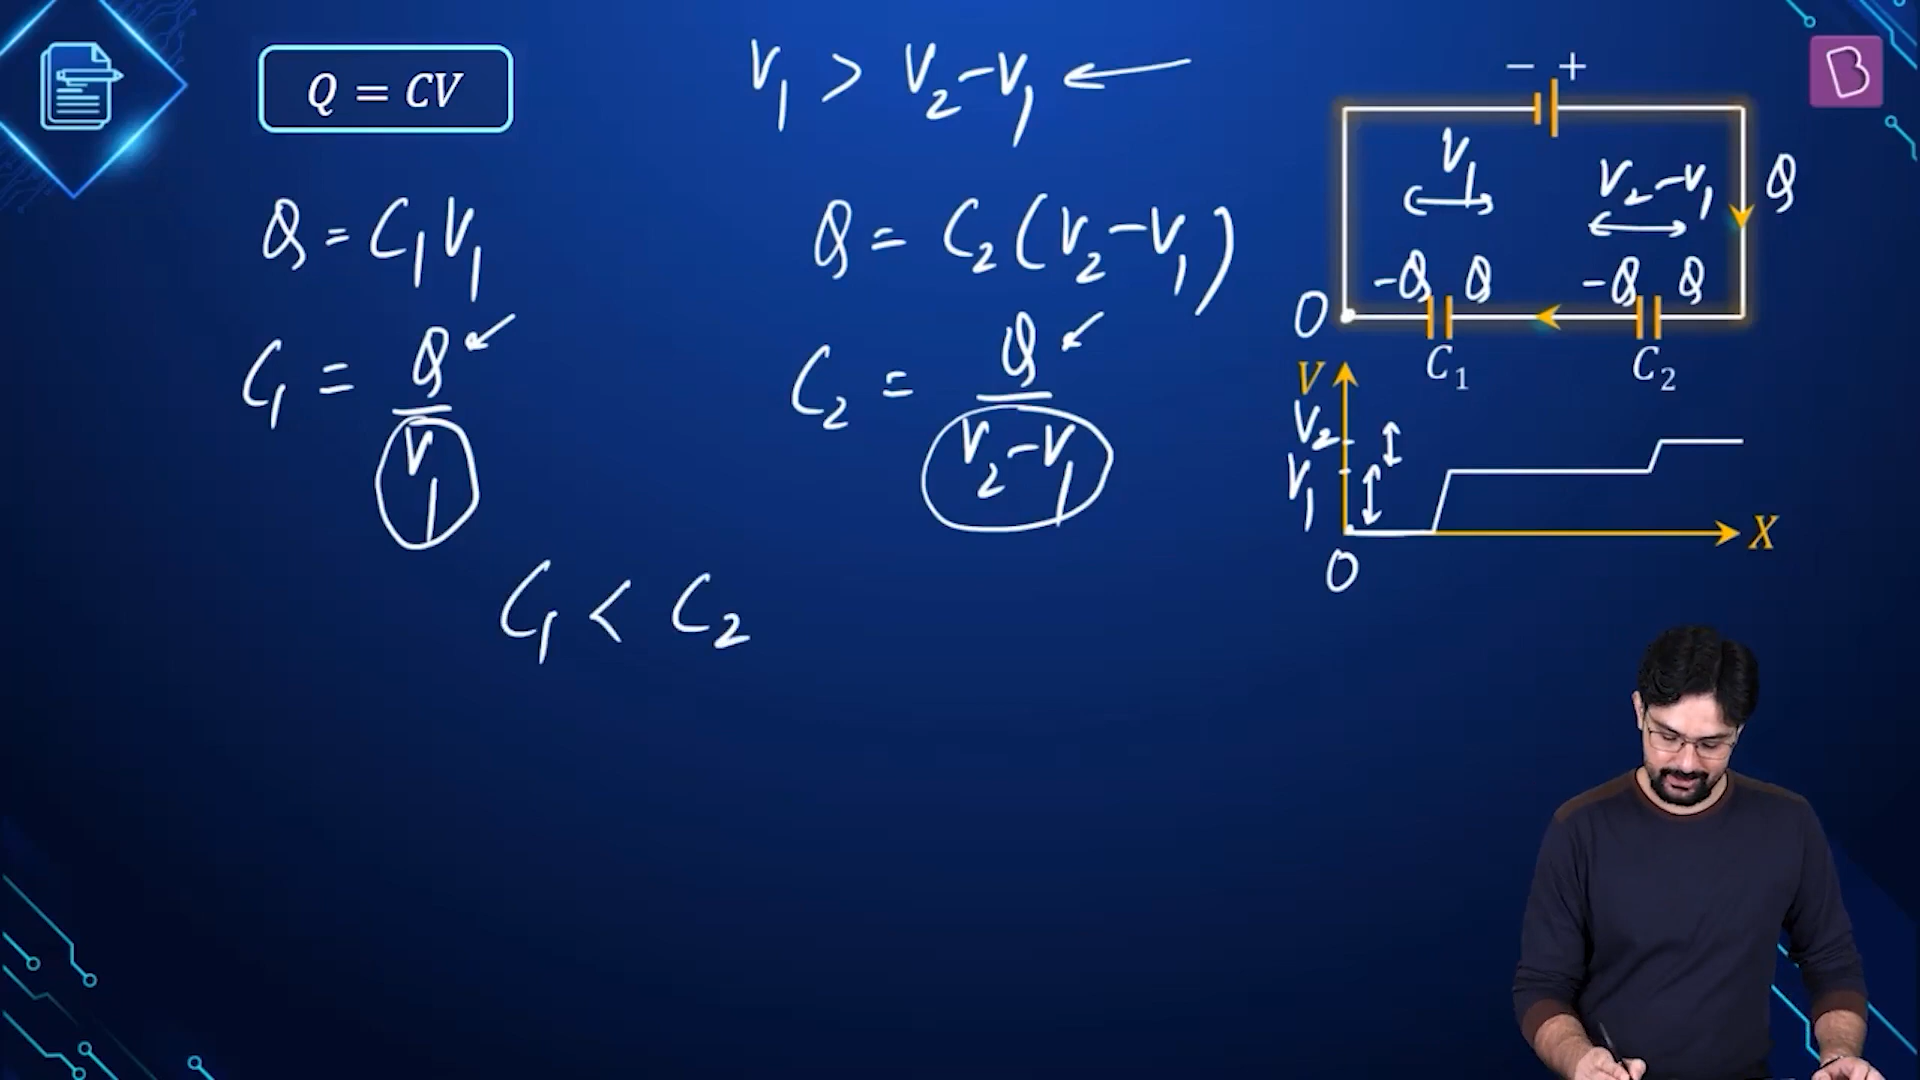 Q = CV
V₁ > V₂-V₁ ←
Q = C₁V₁
Q = C₂(V₂-V₁)
C₁ = Q/V₁
C₂ = Q/(V₂-V₁)
C₁ < C₂
- +
V₁
V₂-V₁
Q
-Q Q
-Q Q
O
C₁
C₂
V
V₂
V₁
X
O
B